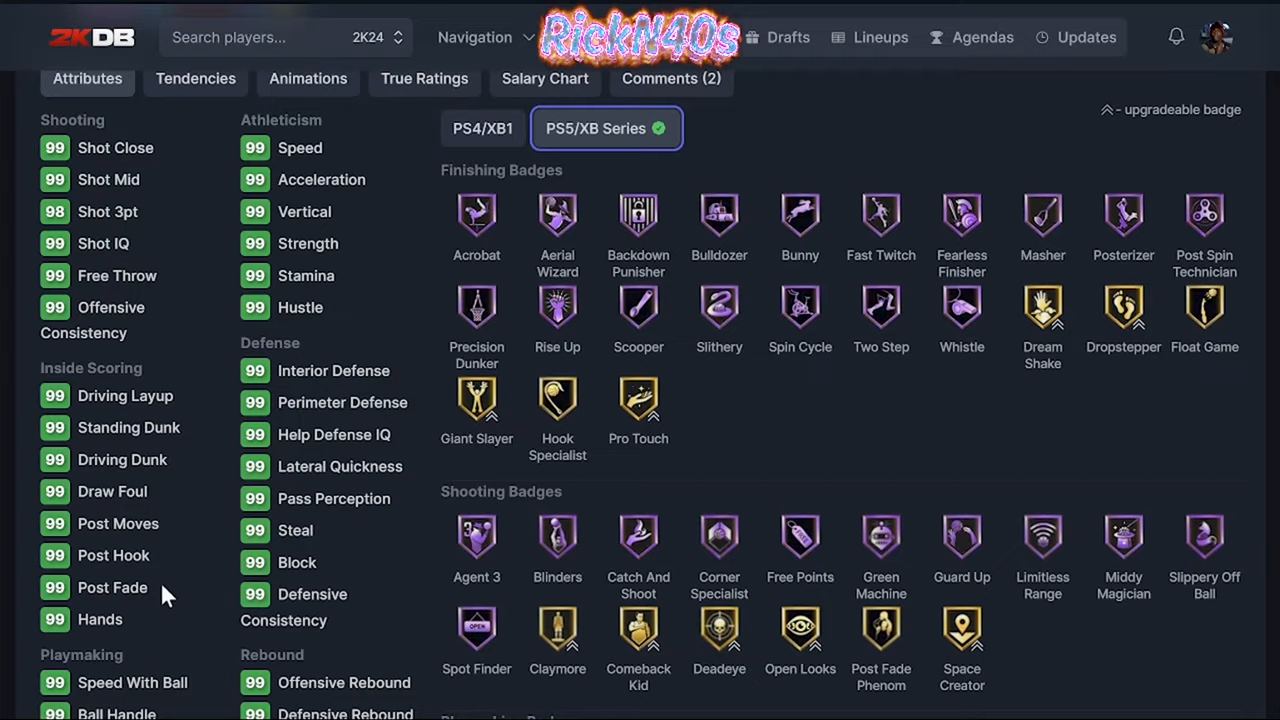 2KDB
Search players...
2K24
Navigation
RickN40s
Drafts
Lineups
Agendas
Updates
Attributes
Tendencies
Animations
True Ratings
Salary Chart
Comments (2)
Shooting
99 Shot Close
99 Shot Mid
98 Shot 3pt
99 Shot IQ
99 Free Throw
99 Offensive
Consistency
Inside Scoring
99 Driving Layup
99 Standing Dunk
99 Driving Dunk
99 Draw Foul
99 Post Moves
99 Post Hook
99 Post Fade
99 Hands
Playmaking
99 Speed With Ball
99 Ball Handle
Athleticism
99 Speed
99 Acceleration
99 Vertical
99 Strength
99 Stamina
99 Hustle
Defense
99 Interior Defense
99 Perimeter Defense
99 Help Defense IQ
99 Lateral Quickness
99 Pass Perception
99 Steal
99 Block
99 Defensive
Consistency
Rebound
99 Offensive Rebound
99 Defensive Rebound
PS4/XB1
PS5/XB Series
- upgradeable badge
Finishing Badges
Acrobat
Aerial
Wizard
Backdown
Punisher
Bulldozer
Bunny
Fast Twitch
Fearless
Finisher
Masher
Posterizer
Post Spin
Technician
Precision
Dunker
Rise Up
Scooper
Slithery
Spin Cycle
Two Step
Whistle
Dream
Shake
Dropstepper
Float Game
Giant Slayer
Hook
Specialist
Pro Touch
Shooting Badges
3
Agent 3
Blinders
Catch And
Shoot
Corner
Specialist
FREE
Free Points
Green
Machine
Guard Up
Limitless
Range
Middy
Magician
Slippery Off
Ball
OPEN
Spot Finder
Claymore
Comeback
Kid
Deadeye
Open Looks
Post Fade
Phenom
Space
Creator